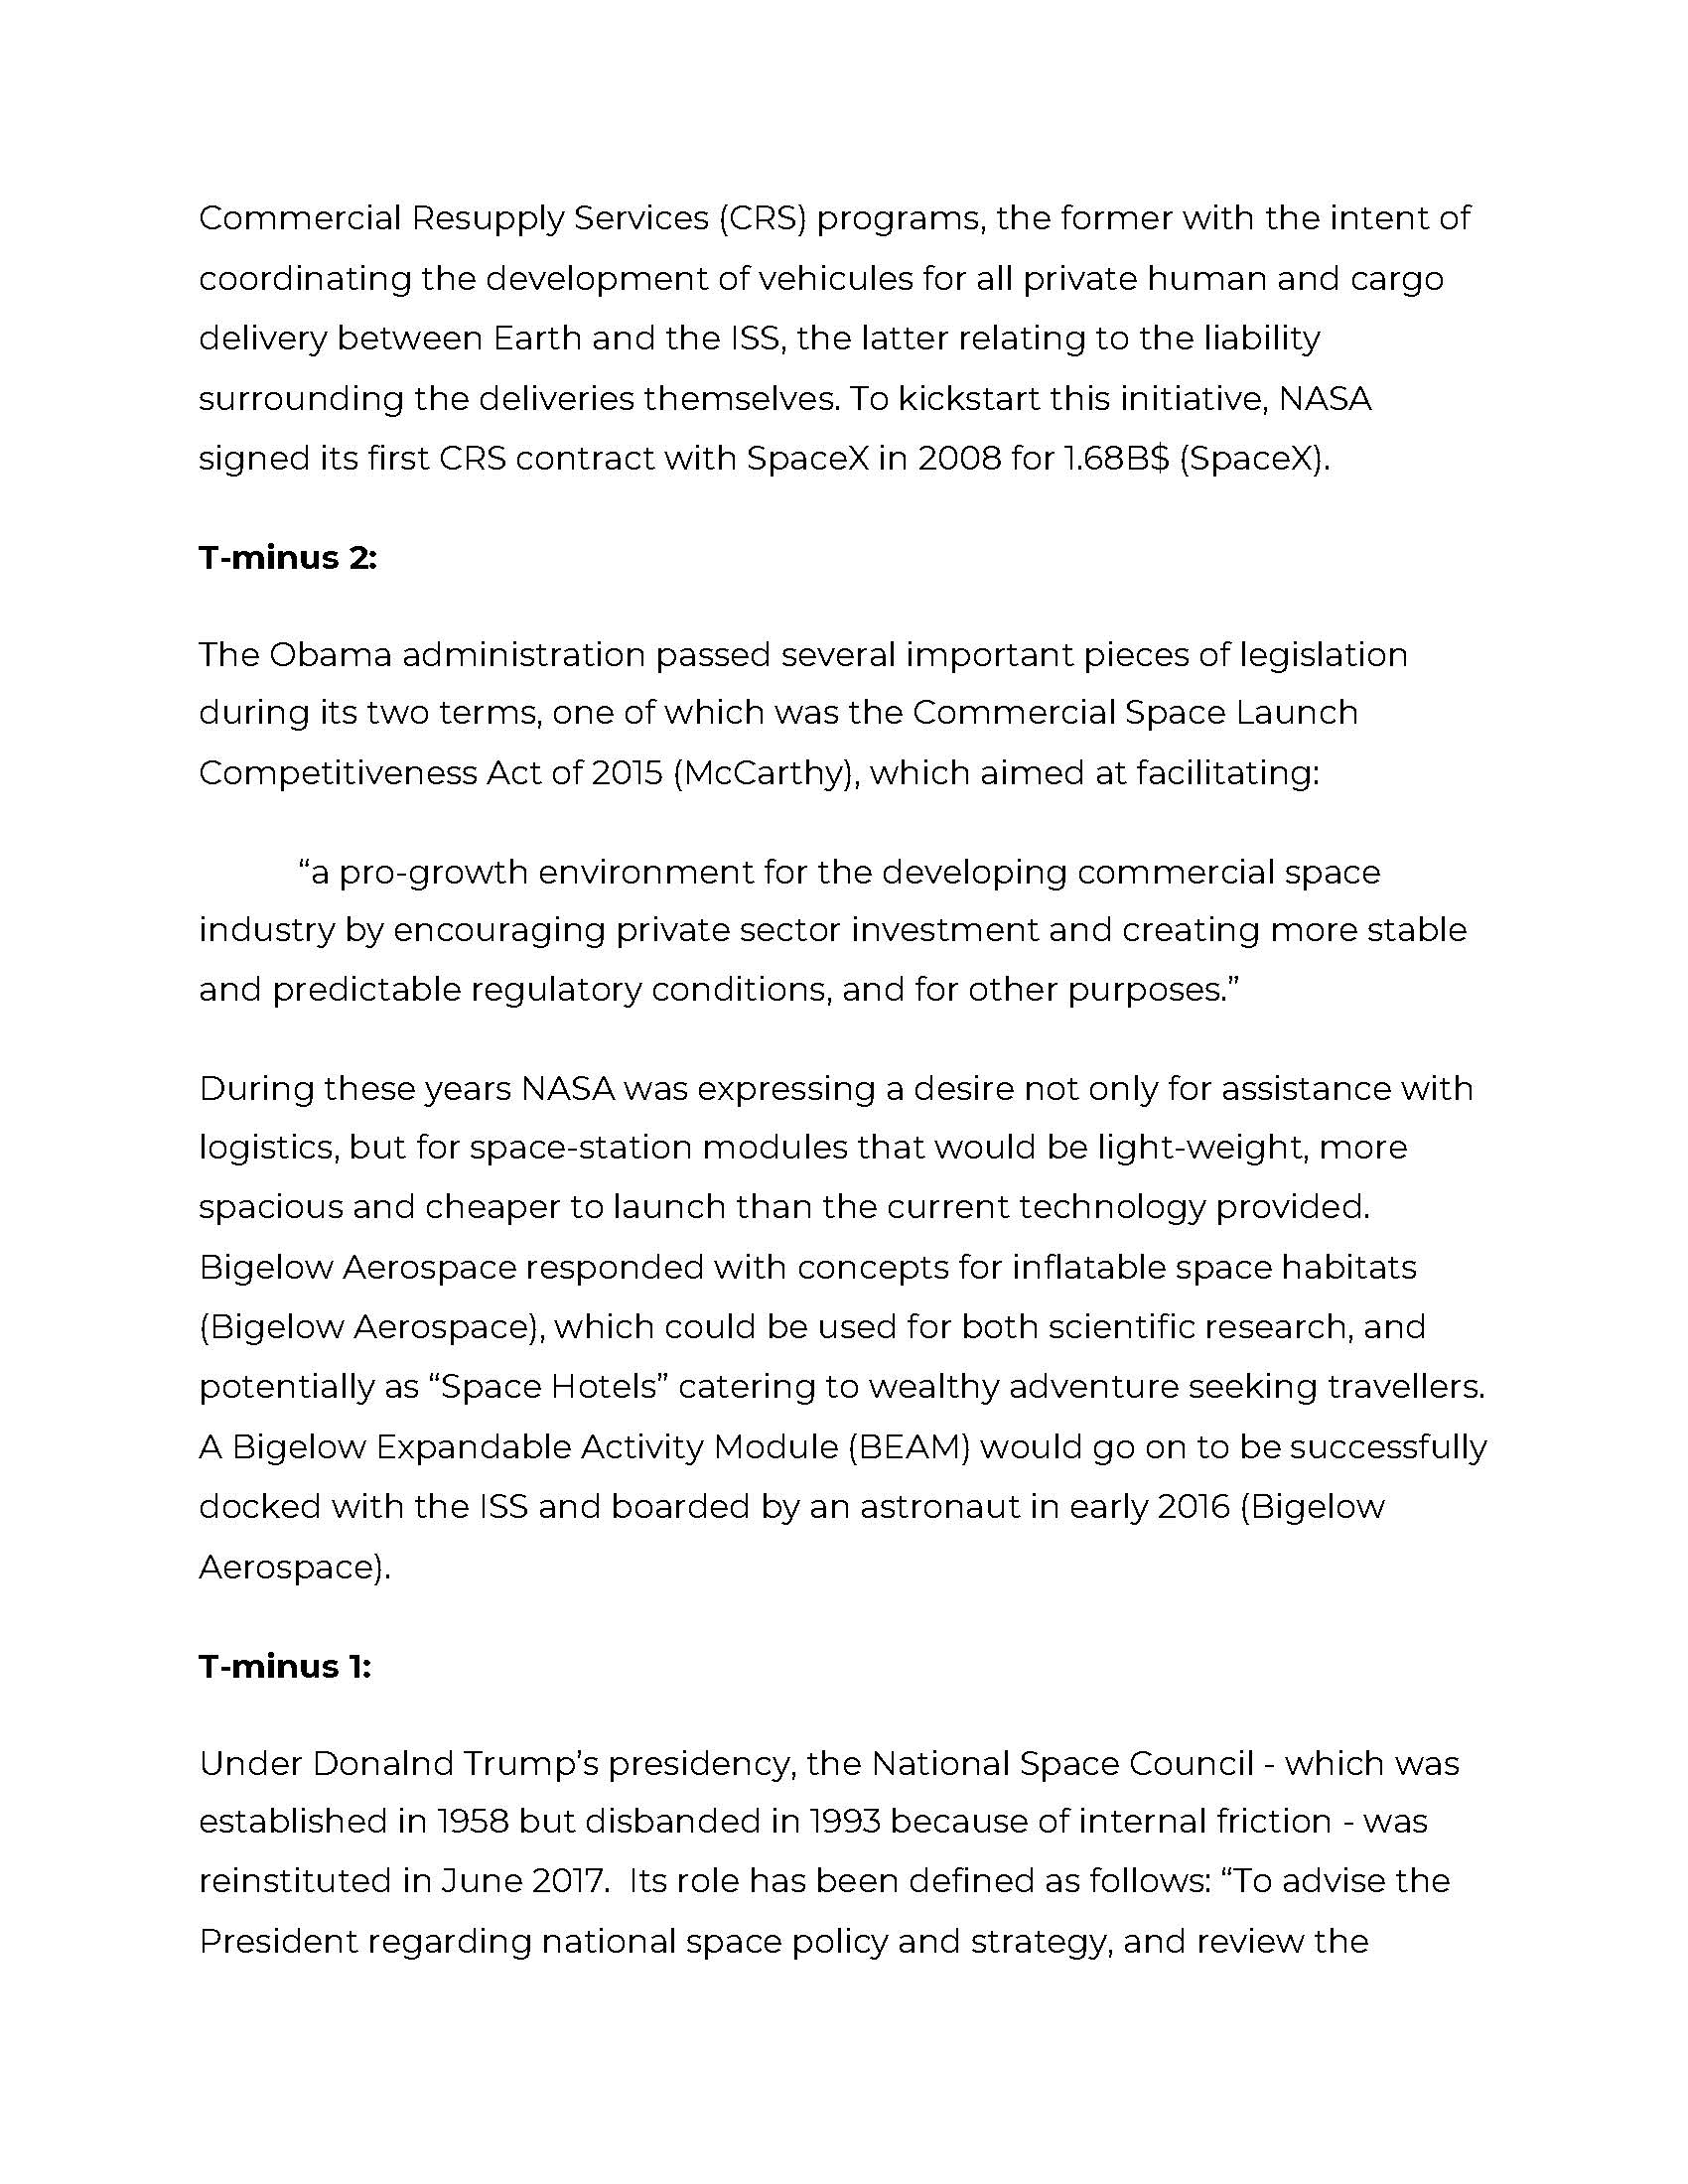 Commercial Resupply Services (CRS) programs, the former with the intent of
coordinating the development of vehicules for all private human and cargo
delivery between Earth and the ISS, the latter relating to the liability
surrounding the deliveries themselves. To kickstart this initiative, NASA
signed its first CRS contract with SpaceX in 2008 for 1.68B$ (SpaceX).
T-minus 2:
The Obama administration passed several important pieces of legislation
during its two terms, one of which was the Commercial Space Launch
Competitiveness Act of 2015 (McCarthy), which aimed at facilitating:
“a pro-growth environment for the developing commercial space
industry by encouraging private sector investment and creating more stable
and predictable regulatory conditions, and for other purposes.”
During these years NASA was expressing a desire not only for assistance with
logistics, but for space-station modules that would be light-weight, more
spacious and cheaper to launch than the current technology provided.
Bigelow Aerospace responded with concepts for inflatable space habitats
(Bigelow Aerospace), which could be used for both scientific research, and
potentially as “Space Hotels” catering to wealthy adventure seeking travellers.
A Bigelow Expandable Activity Module (BEAM) would go on to be successfully
docked with the ISS and boarded by an astronaut in early 2016 (Bigelow
Aerospace).
T-minus 1:
Under Donalnd Trump’s presidency, the National Space Council - which was
established in 1958 but disbanded in 1993 because of internal friction - was
reinstituted in June 2017.  Its role has been defined as follows: “To advise the
President regarding national space policy and strategy, and review the